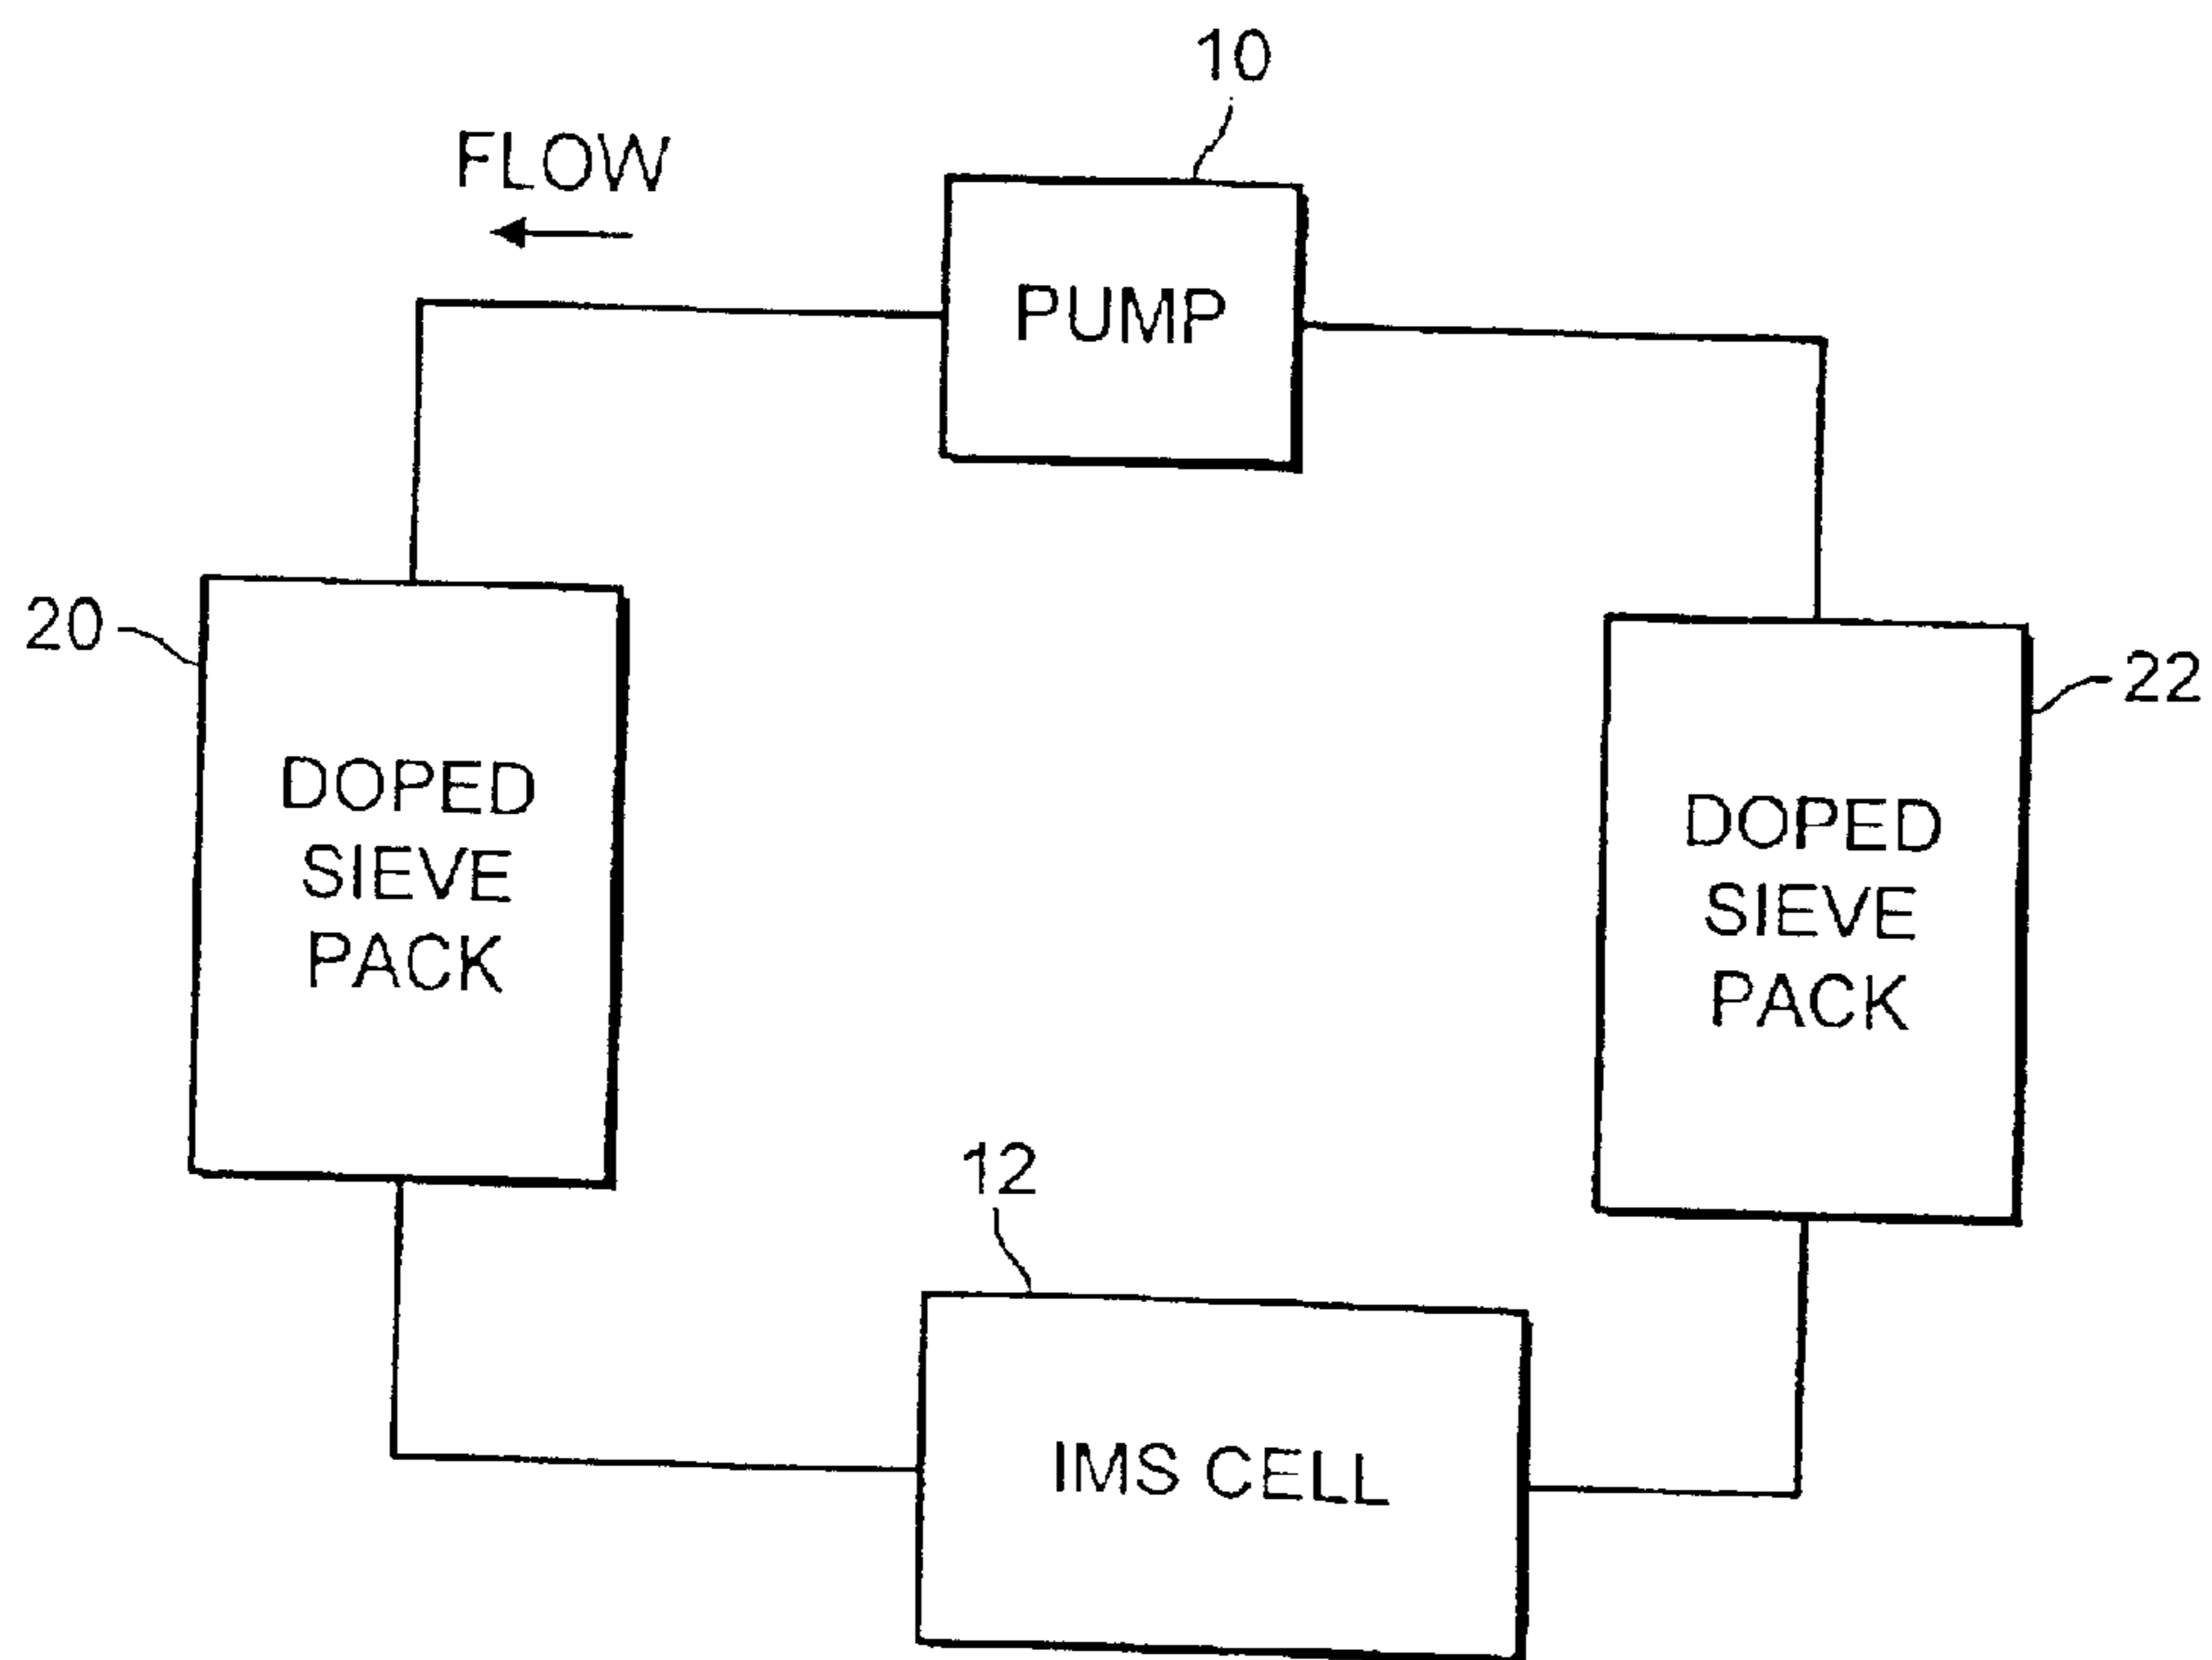 10
FLOW
PUMP
20
22
DOPED
SIEVE
PACK
DOPED
SIEVE
PACK
12
IMS CELL